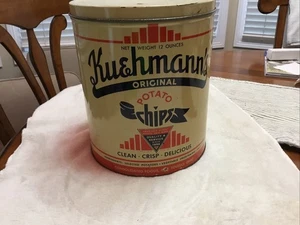 NET WEIGHT 12 OUNCES
Kuehmann's
ORIGINAL
POTATO
chips
CLEAN - CRISP - DELICIOUS